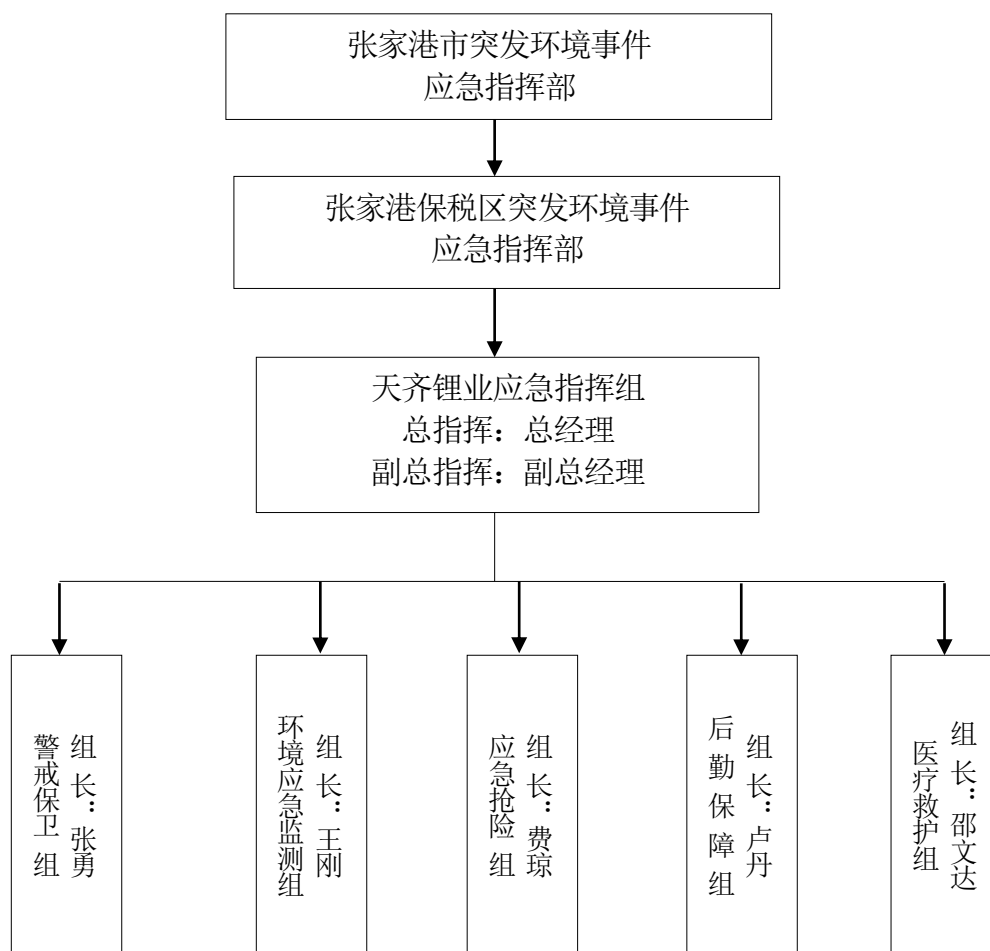 张家港市突发环境事件
应急指挥部
张家港保税区突发环境事件
应急指挥部
天齐锂业应急指挥组
总指挥：总经理
副总指挥：副总经理
警戒保卫组
组长：张勇
环境应急监测组
组长：王刚
应急抢险组
组长：费琼
后勤保障组
组长：卢丹
医疗救护组
组长：邵文达